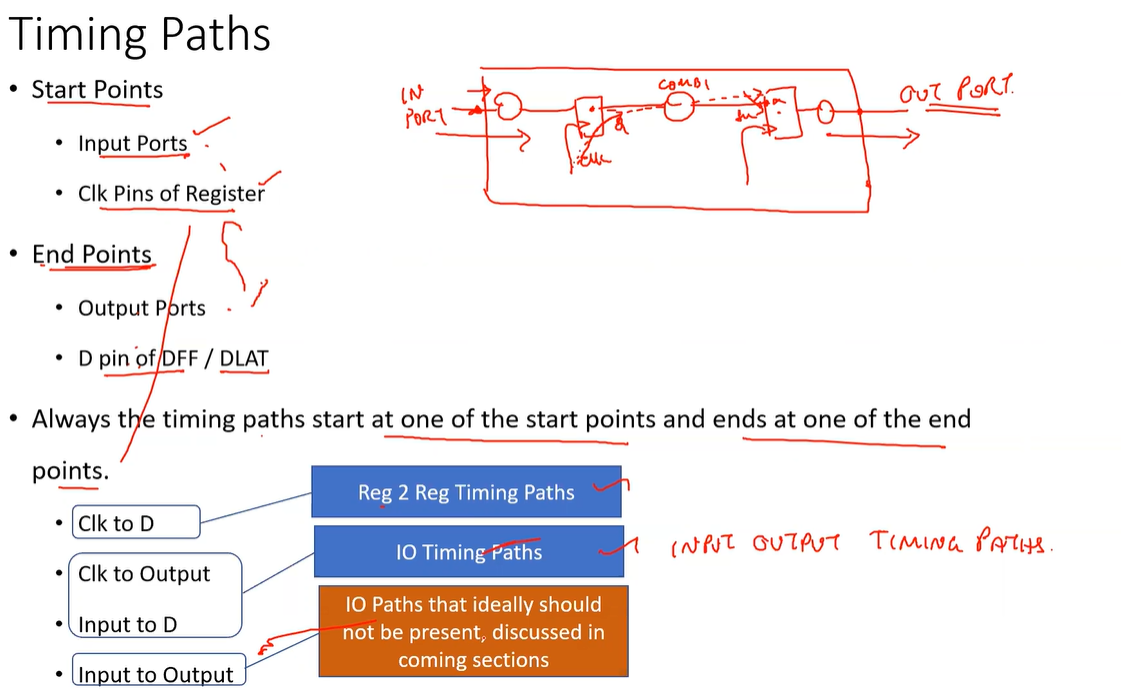 Timing Paths
• Start Points
• Input Ports
• Clk Pins of Register
• End Points
• Output Ports
• D pin of DFF / DLAT
• Always the timing paths start at one of the start points and ends at one of the end
points.
• Clk to D
• Clk to Output
• Input to D
• Input to Output
Reg 2 Reg Timing Paths
IO Timing Paths
IO Paths that ideally should
not be present, discussed in
coming sections
IN
PORT
COMBI
OUT PORT.
INPUT OUTPUT TIMING PATHS.